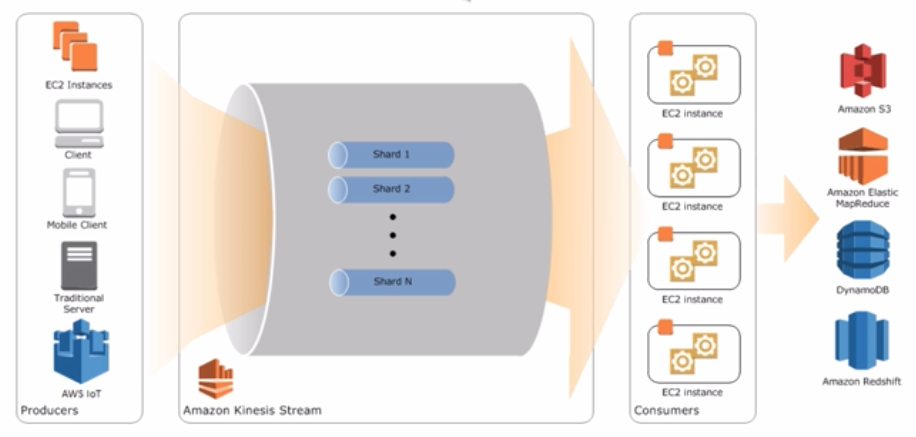 EC2 Instances
Client
Mobile Client
Traditional
Server
AWS IoT
Producers
Shard 1
Shard 2
Shard N
Amazon Kinesis Stream
EC2 instance
EC2 instance
EC2 instance
EC2 instance
Consumers
Amazon S3
Amazon Elastic
MapReduce
DynamoDB
Amazon Redshift